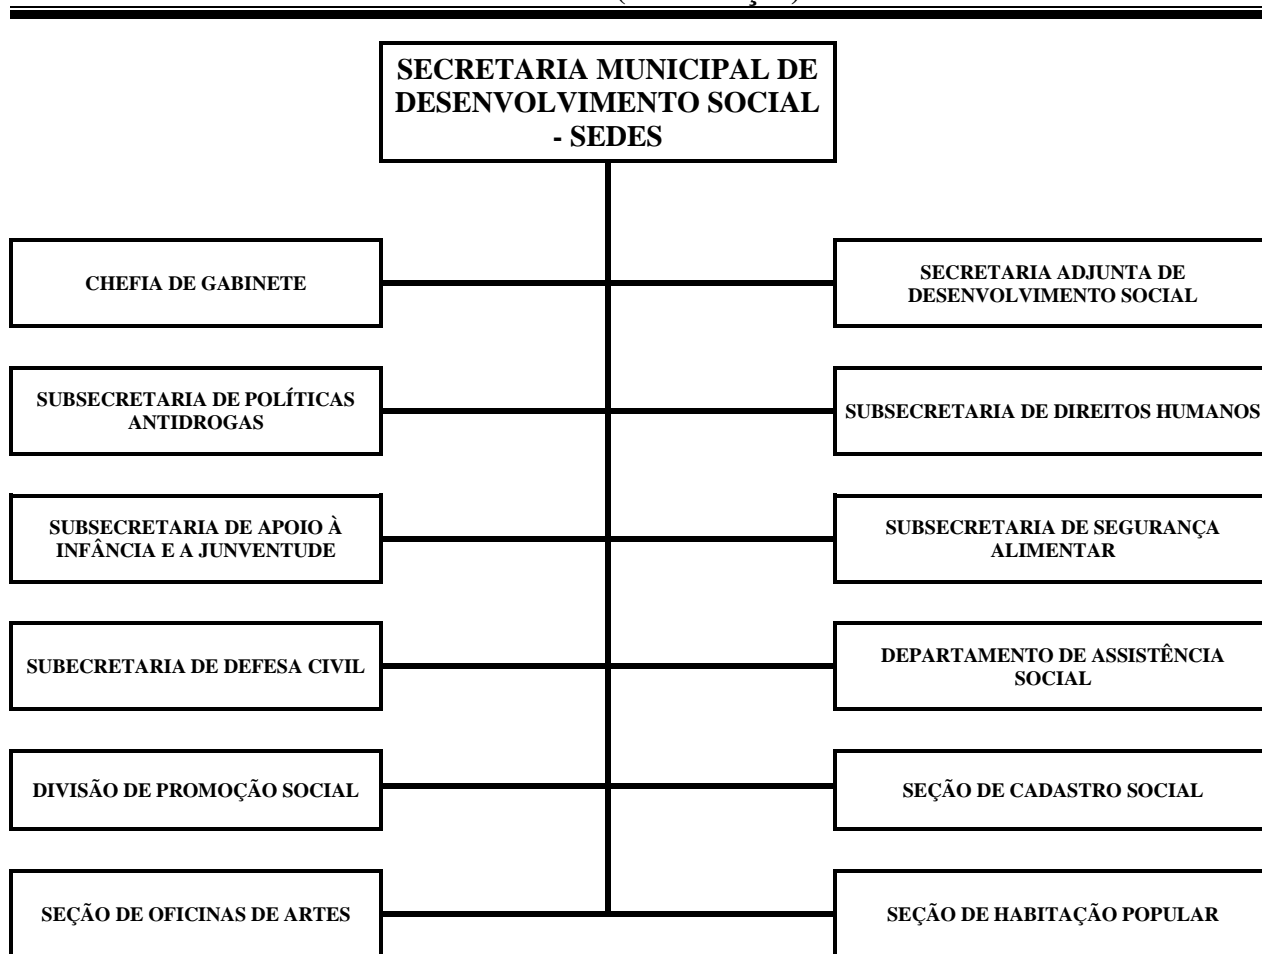 SECRETARIA MUNICIPAL DE
DESENVOLVIMENTO SOCIAL
- SEDES
CHEFIA DE GABINETE
SECRETARIA ADJUNTA DE
DESENVOLVIMENTO SOCIAL
SUBSECRETARIA DE POLÍTICAS
ANTIDROGAS
SUBSECRETARIA DE DIREITOS HUMANOS
SUBSECRETARIA DE APOIO À
INFÂNCIA E A JUNVENTUDE
SUBSECRETARIA DE SEGURANÇA
ALIMENTAR
SUBECRETARIA DE DEFESA CIVIL
DEPARTAMENTO DE ASSISTÊNCIA
SOCIAL
DIVISÃO DE PROMOÇÃO SOCIAL
SEÇÃO DE CADASTRO SOCIAL
SEÇÃO DE OFICINAS DE ARTES
SEÇÃO DE HABITAÇÃO POPULAR